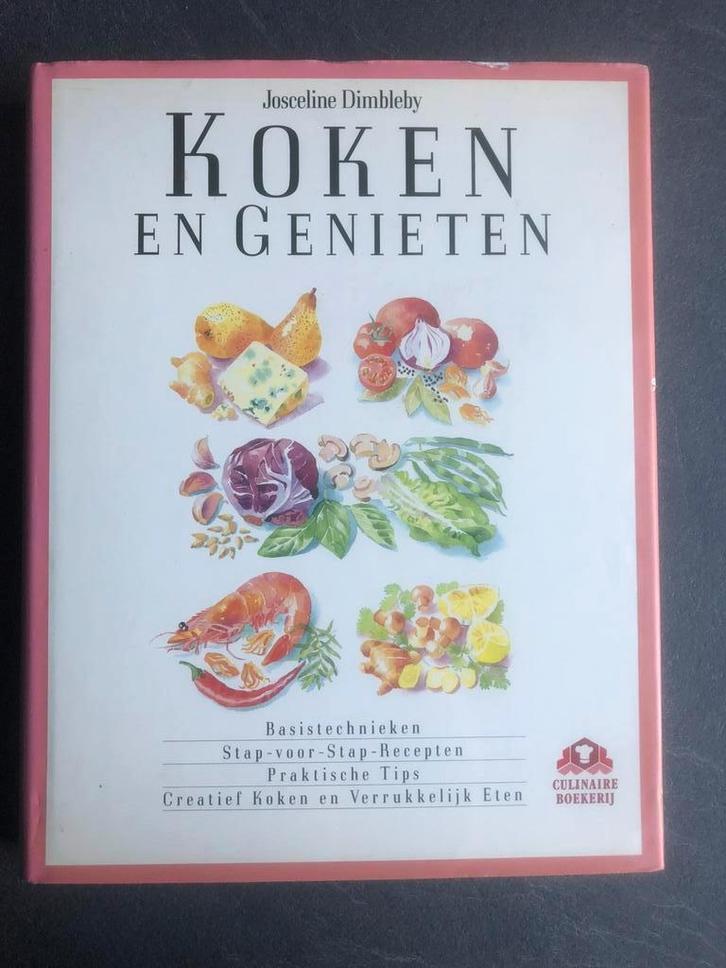 Josceline Dimbleby
KOKEN
EN GENIETEN
Basistechnieken
Stap-voor-Stap-Recepten
Praktische Tips
Creatief Koken en Verrukkelijk Eten
CULINAIRE
BOEKERIJ